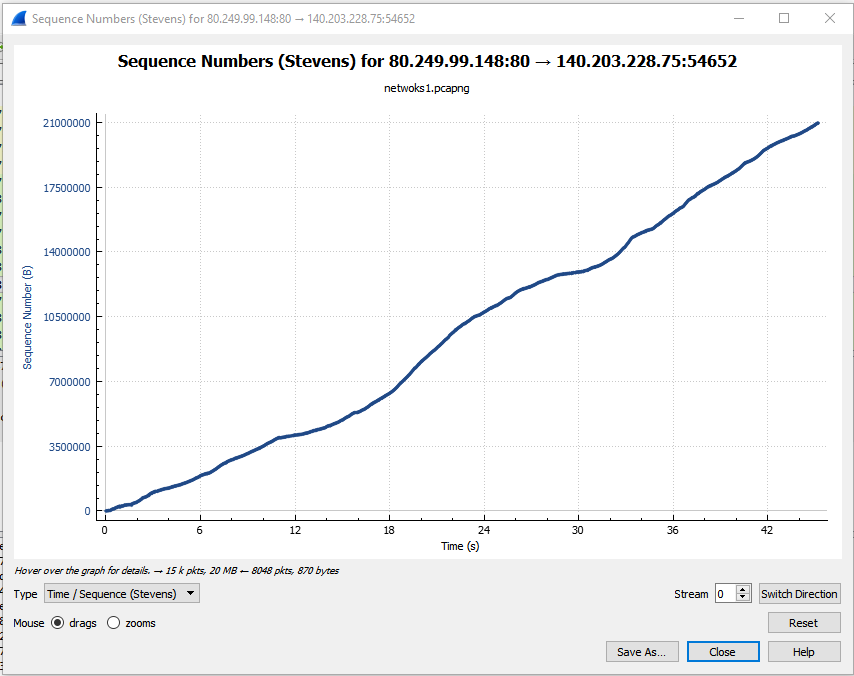 Sequence Numbers (Stevens) for 80.249.99.148:80 → 140.203.228.75:54652
Sequence Numbers (Stevens) for 80.249.99.148:80 → 140.203.228.75:54652
netwoks1.pcapng
21000000
17500000
14000000
10500000
7000000
3500000
0
Sequence Number (B)
0 6 12 18 24 30 36 42
Time (s)
Hover over the graph for details. → 15 k pkts, 20 MB ← 8048 pkts, 870 bytes
Type Time / Sequence (Stevens) Stream 0 Switch Direction
Mouse drags zooms Reset
Save As... Close Help